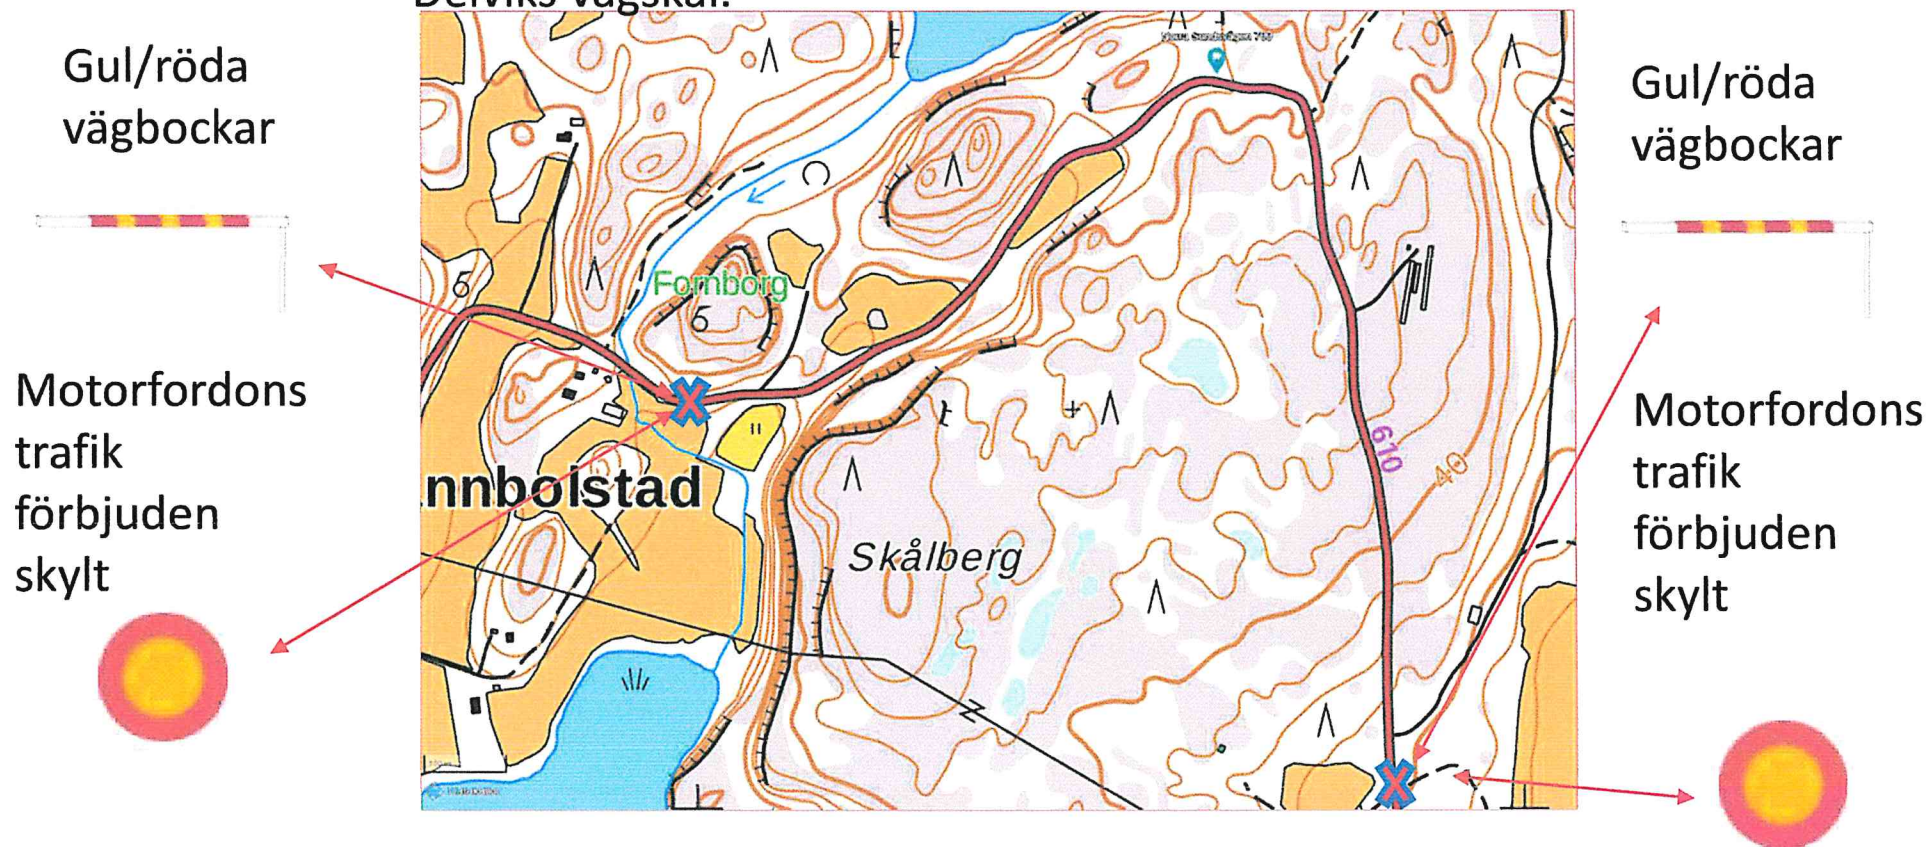 Gul/röda
vägbockar
Motorfordons
trafik
förbjuden
skylt
Fornborg
nnbolstad
Skålberg
610
40
Gul/röda
vägbockar
Motorfordons
trafik
förbjuden
skylt